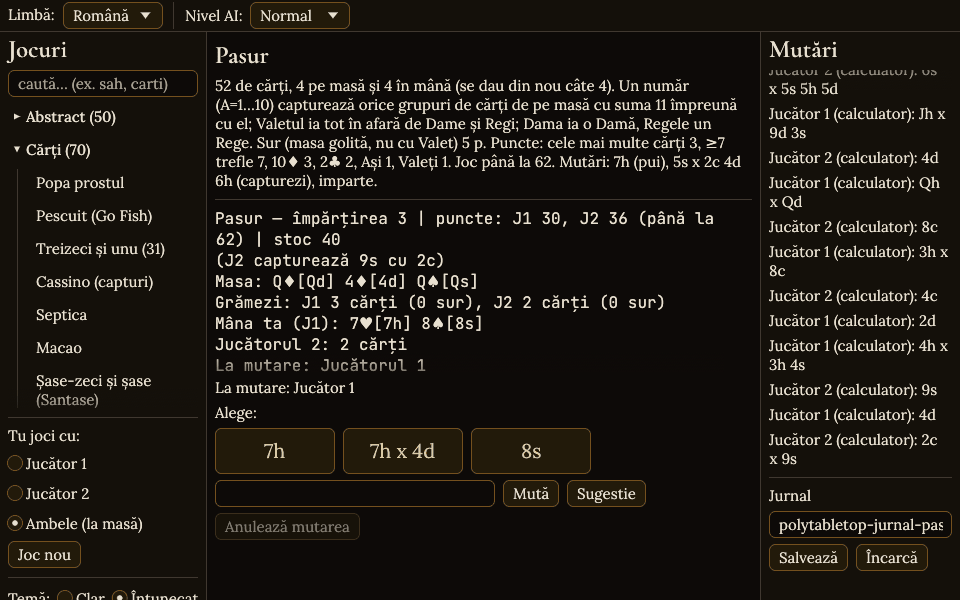 Limbă: Română ▼ Nivel AI: Normal ▼
Jocuri
caută... (ex. sah, carti)
▸ Abstract (50)
▾ Cărți (70)
Popa prostul
Pescuit (Go Fish)
Treizeci și unu (31)
Cassino (capturi)
Septica
Macao
Șase-zeci și șase
(Santase)
Tu joci cu:
Jucător 1
Jucător 2
Ambele (la masă)
Joc nou
Temă: Clar Întunecat
Pasur
52 de cărți, 4 pe masă și 4 în mână (se dau din nou câte 4). Un număr
(A=1...10) capturează orice grupuri de cărți de pe masă cu suma 11 împreună
cu el; Valetul ia tot în afară de Dame și Regi; Dama ia o Damă, Regele un
Rege. Sur (masa golită, nu cu Valet) 5 p. Puncte: cele mai multe cărți 3, ≥7
trefle 7, 10♦ 3, 2♣ 2, Ași 1, Valeți 1. Joc până la 62. Mutări: 7h (pui), 5s x 2c 4d
6h (capturezi), imparte.
Pasur — împărțirea 3 | puncte: J1 30, J2 36 (până la
62) | stoc 40
(J2 capturează 9s cu 2c)
Masa: Q♦[Qd] 4♦[4d] Q♠[Qs]
Grămezi: J1 3 cărți (0 sur), J2 2 cărți (0 sur)
Mâna ta (J1): 7♥[7h] 8♠[8s]
Jucătorul 2: 2 cărți
La mutare: Jucătorul 1
La mutare: Jucător 1
Alege:
7h 7h x 4d 8s
Mută Sugestie
Anulează mutarea
Mutări
Jucător 2 (calculator): 6s
x 5s 5h 5d
Jucător 1 (calculator): Jh x
9d 3s
Jucător 2 (calculator): 4d
Jucător 1 (calculator): Qh
x Qd
Jucător 2 (calculator): 8c
Jucător 1 (calculator): 3h x
8c
Jucător 2 (calculator): 4c
Jucător 1 (calculator): 2d
Jucător 1 (calculator): 4h x
3h 4s
Jucător 2 (calculator): 9s
Jucător 1 (calculator): 4d
Jucător 2 (calculator): 2c
x 9s
Jurnal
polytabletop-jurnal-pas
Salvează Încarcă